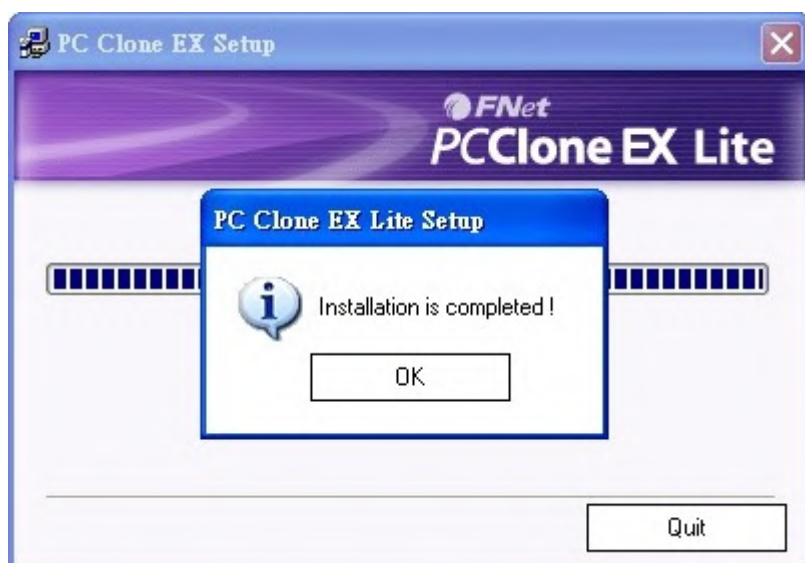 PC Clone EX Setup
FNet
PCClone EX Lite
PC Clone EX Lite Setup
Installation is completed !
OK
Quit